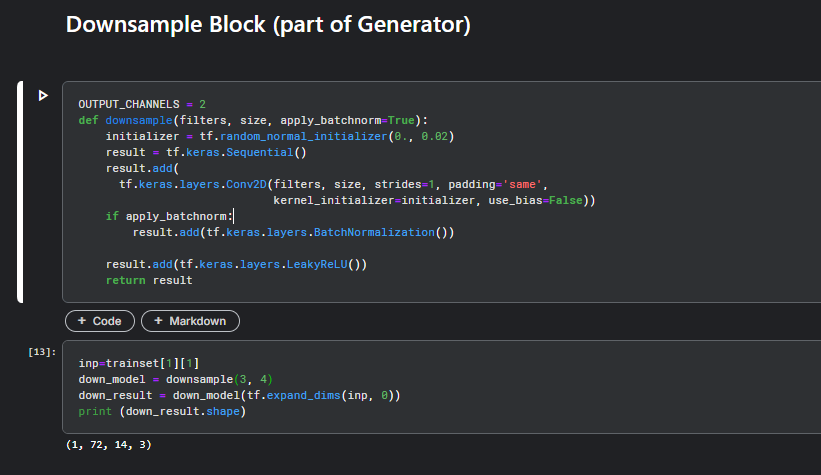 Downsample Block (part of Generator)
OUTPUT_CHANNELS = 2
def downsample(filters, size, apply_batchnorm=True):
    initializer = tf.random_normal_initializer(0., 0.02)
    result = tf.keras.Sequential()
    result.add(
      tf.keras.layers.Conv2D(filters, size, strides=1, padding='same',
                             kernel_initializer=initializer, use_bias=False))
    if apply_batchnorm:
        result.add(tf.keras.layers.BatchNormalization())
    result.add(tf.keras.layers.LeakyReLU())
    return result
+ Code + Markdown
[13]:
inp=trainset[1][1]
down_model = downsample(3, 4)
down_result = down_model(tf.expand_dims(inp, 0))
print (down_result.shape)
(1, 72, 14, 3)